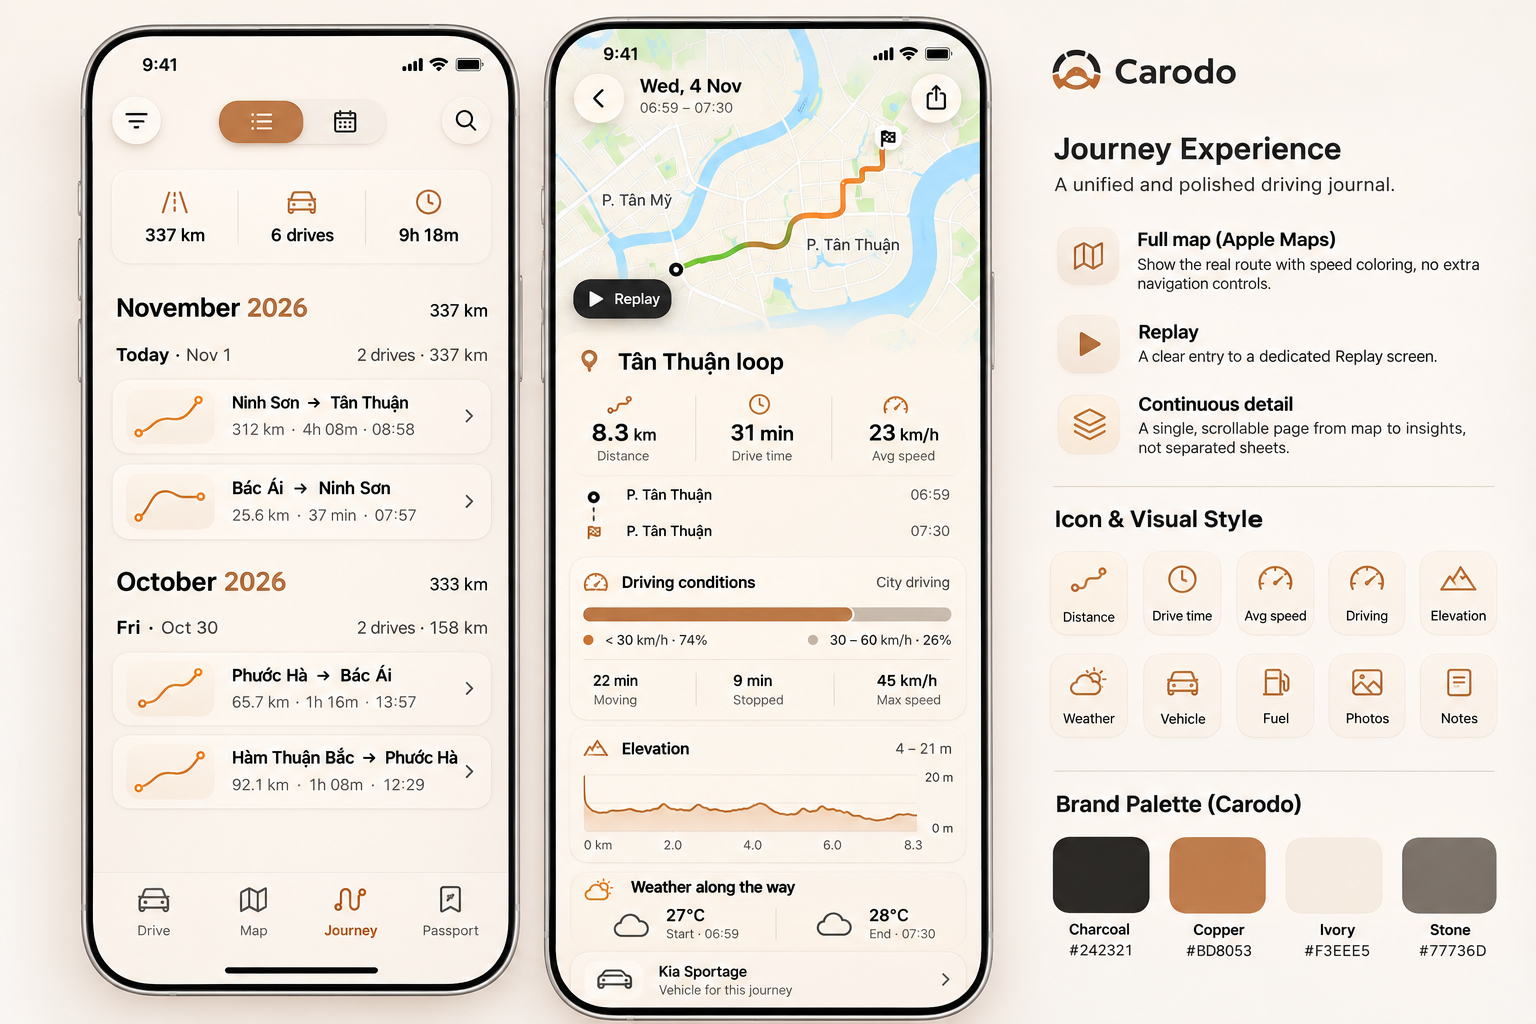 9:41
337 km
6 drives
9h 18m
November 2026
337 km
Today · Nov 1
2 drives · 337 km
Ninh Sơn → Tân Thuận
312 km · 4h 08m · 08:58
Bác Ái → Ninh Sơn
25.6 km · 37 min · 07:57
October 2026
333 km
Fri · Oct 30
2 drives · 158 km
Phước Hà → Bác Ái
65.7 km · 1h 16m · 13:57
Hàm Thuận Bắc → Phước Hà
92.1 km · 1h 08m · 12:29
Drive
Map
Journey
Passport
9:41
Wed, 4 Nov
06:59 – 07:30
P. Tân Mỹ
P. Tân Thuận
Replay
Tân Thuận loop
8.3 km
Distance
31 min
Drive time
23 km/h
Avg speed
P. Tân Thuận
06:59
P. Tân Thuận
07:30
Driving conditions
City driving
< 30 km/h · 74%
30 – 60 km/h · 26%
22 min
Moving
9 min
Stopped
45 km/h
Max speed
Elevation
4 – 21 m
20 m
0 m
0 km
2.0
4.0
6.0
8.3
Weather along the way
27°C
Start · 06:59
28°C
End · 07:30
Kia Sportage
Vehicle for this journey
Carodo
Journey Experience
A unified and polished driving journal.
Full map (Apple Maps)
Show the real route with speed coloring, no extra
navigation controls.
Replay
A clear entry to a dedicated Replay screen.
Continuous detail
A single, scrollable page from map to insights,
not separated sheets.
Icon & Visual Style
Distance
Drive time
Avg speed
Driving
Elevation
Weather
Vehicle
Fuel
Photos
Notes
Brand Palette (Carodo)
Charcoal
#242321
Copper
#BD8053
Ivory
#F3EEE5
Stone
#77736D